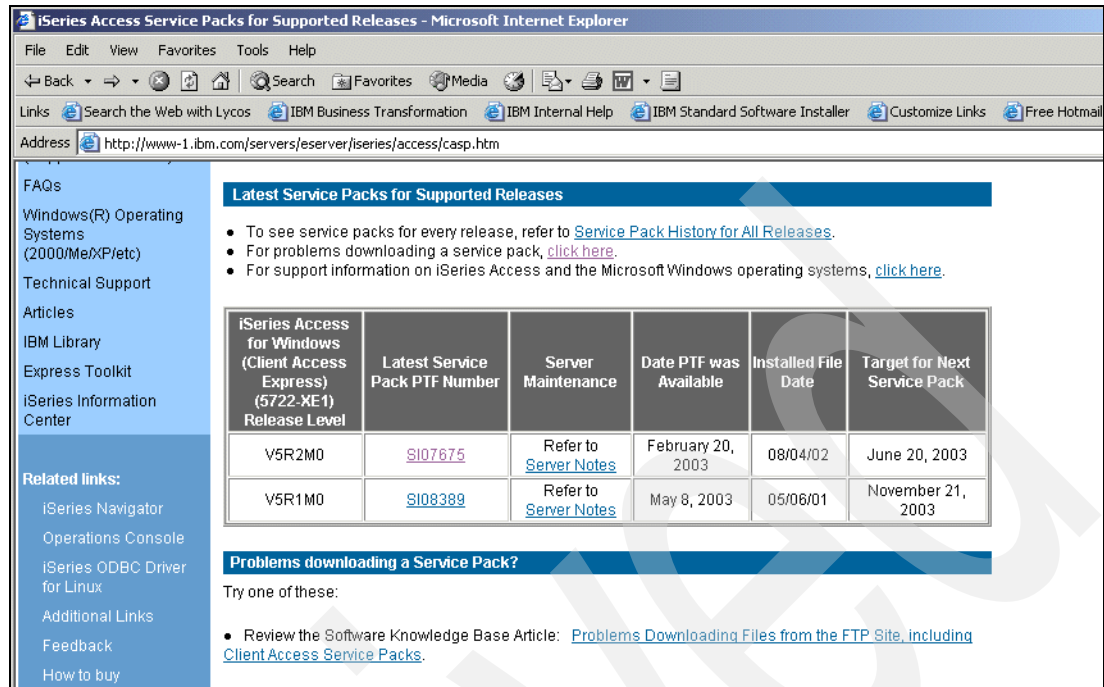 iSeries Access Service Packs for Supported Releases - Microsoft Internet Explorer
File Edit View Favorites Tools Help
Back Search Favorites Media
Links Search the Web with Lycos IBM Business Transformation IBM Internal Help IBM Standard Software Installer Customize Links Free Hotmail
Address http://www-1.ibm.com/servers/eserver/iseries/access/casp.htm
FAQs
Windows(R) Operating
Systems
(2000/Me/XP/etc)
Technical Support
Articles
IBM Library
Express Toolkit
iSeries Information
Center
Related links:
iSeries Navigator
Operations Console
iSeries ODBC Driver
for Linux
Additional Links
Feedback
How to buy
Latest Service Packs for Supported Releases
● To see service packs for every release, refer to Service Pack History for All Releases.
● For problems downloading a service pack, click here.
● For support information on iSeries Access and the Microsoft Windows operating systems, click here.
iSeries Access
for Windows
(Client Access
Express)
(5722-XE1)
Release Level
Latest Service
Pack PTF Number
Server
Maintenance
Date PTF was
Available
Installed File
Date
Target for Next
Service Pack
V5R2M0
SI07675
Refer to
Server Notes
February 20,
2003
08/04/02
June 20, 2003
V5R1M0
SI08389
Refer to
Server Notes
May 8, 2003
05/06/01
November 21,
2003
Problems downloading a Service Pack?
Try one of these:
● Review the Software Knowledge Base Article: Problems Downloading Files from the FTP Site, including
Client Access Service Packs.